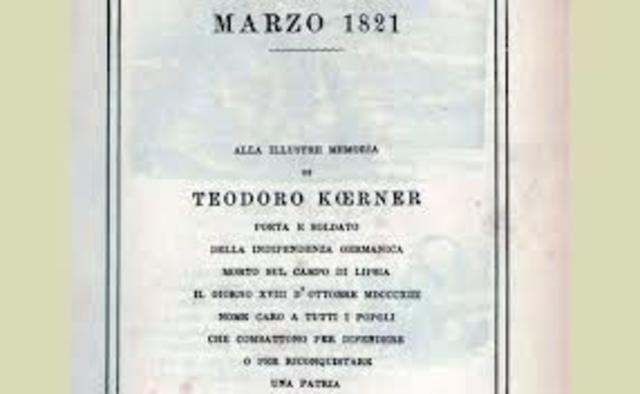 MARZO 1821
ALLA ILLUSTRE MEMORIA
DI
TEODORO KŒRNER
POETA E SOLDATO
DELLA INDIPENDENZA GERMANICA
MORTO SUL CAMPO DI LIPSIA
IL GIORNO XVIII D'OTTOBRE MDCCCXIII
NOME CARO A TUTTI I POPOLI
CHE COMBATTONO PER DIFENDERE
O PER RICONQUISTARE
UNA PATRIA